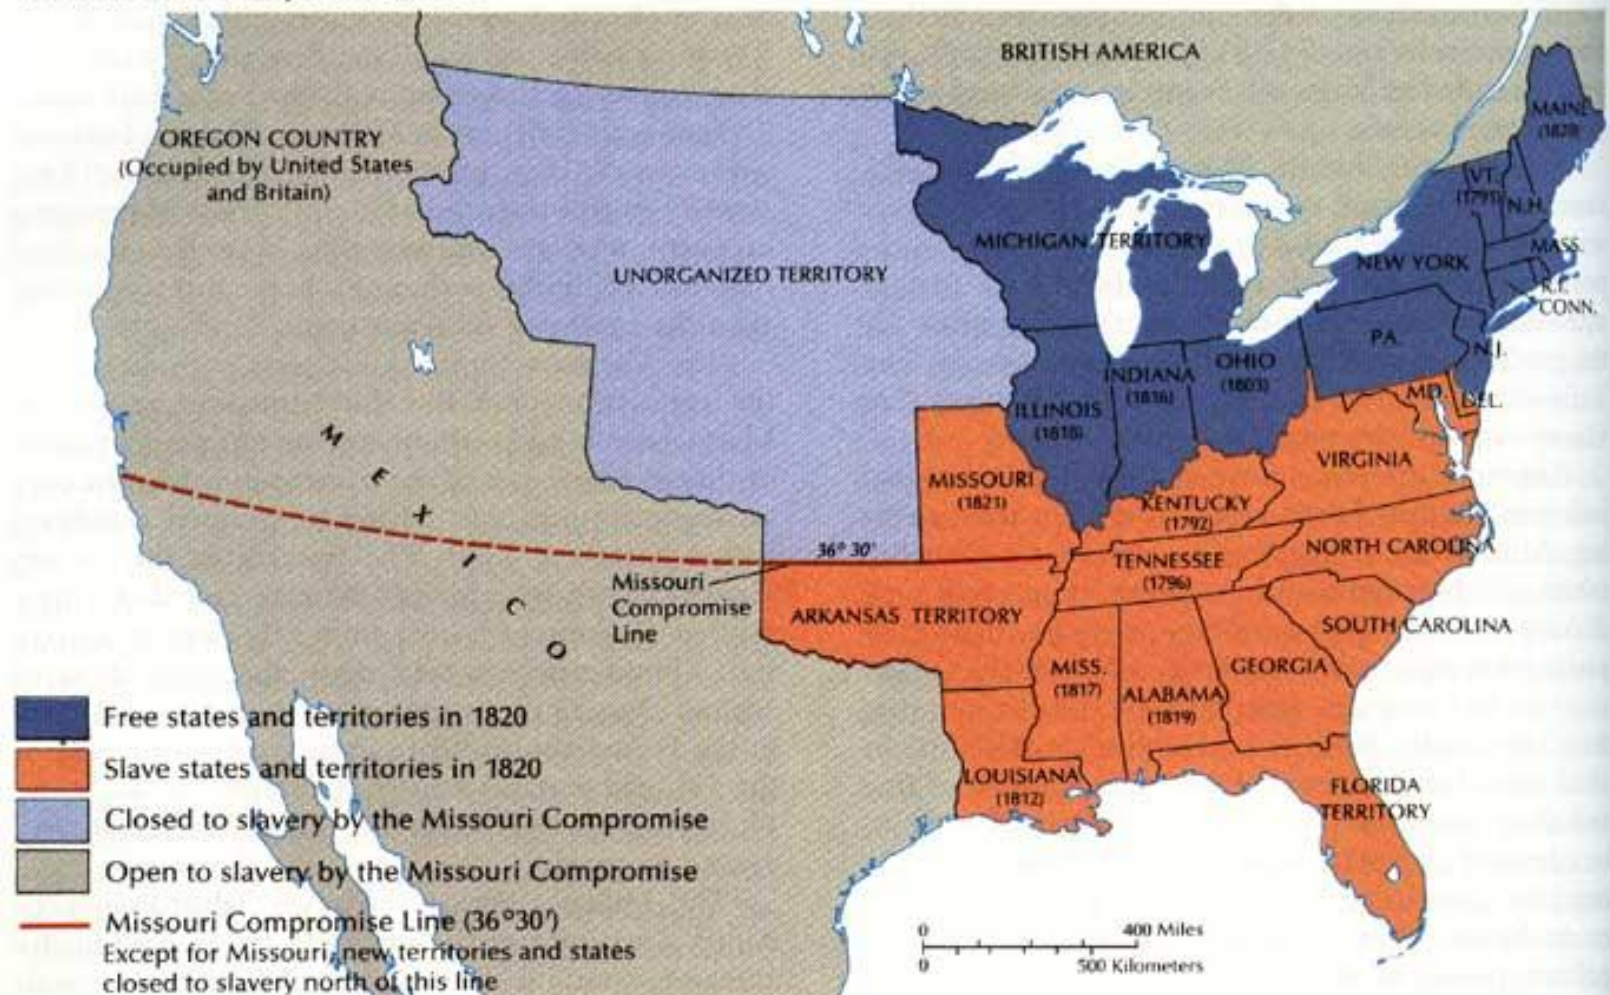 BRITISH AMERICA
OREGON COUNTRY
(Occupied by United States
and Britain)
UNORGANIZED TERRITORY
MICHIGAN TERRITORY
MAINE
(1820)
VT.
(1791)
N.H.
MASS.
NEW YORK
R.I.
CONN.
PA.
N.J.
OHIO
(1803)
INDIANA
(1816)
ILLINOIS
(1818)
MD.
DEL.
VIRGINIA
MISSOURI
(1821)
KENTUCKY
(1792)
MEXICO
36° 30'
NORTH CAROLINA
TENNESSEE
(1796)
Missouri
Compromise
Line
ARKANSAS TERRITORY
SOUTH CAROLINA
MISS.
(1817)
ALABAMA
(1819)
GEORGIA
LOUISIANA
(1812)
FLORIDA
TERRITORY
Free states and territories in 1820
Slave states and territories in 1820
Closed to slavery by the Missouri Compromise
Open to slavery by the Missouri Compromise
Missouri Compromise Line (36°30')
Except for Missouri, new territories and states
closed to slavery north of this line
0 400 Miles
0 500 Kilometers